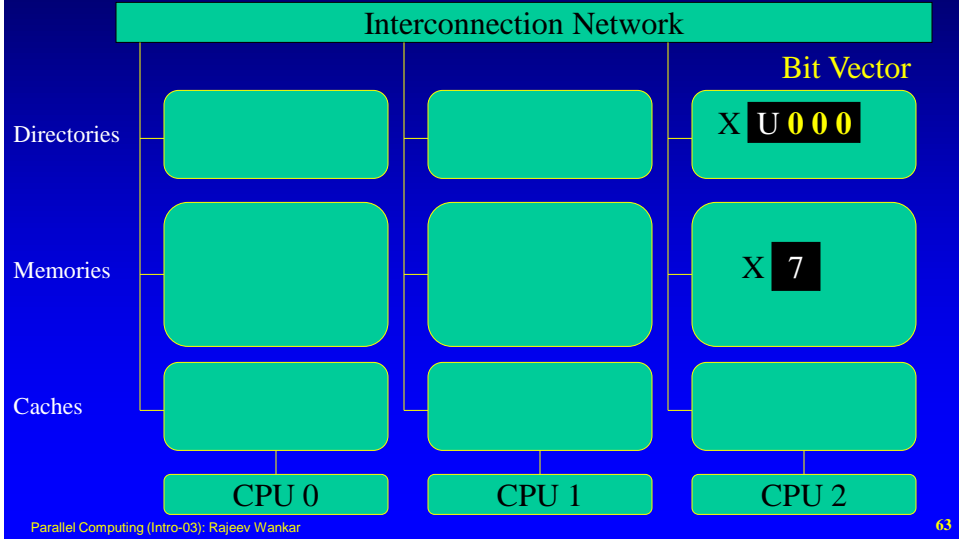 Interconnection Network
Bit Vector
Directories
X U 0 0 0
Memories
X 7
Caches
CPU 0 CPU 1 CPU 2
Parallel Computing (Intro-03): Rajeev Wankar 63